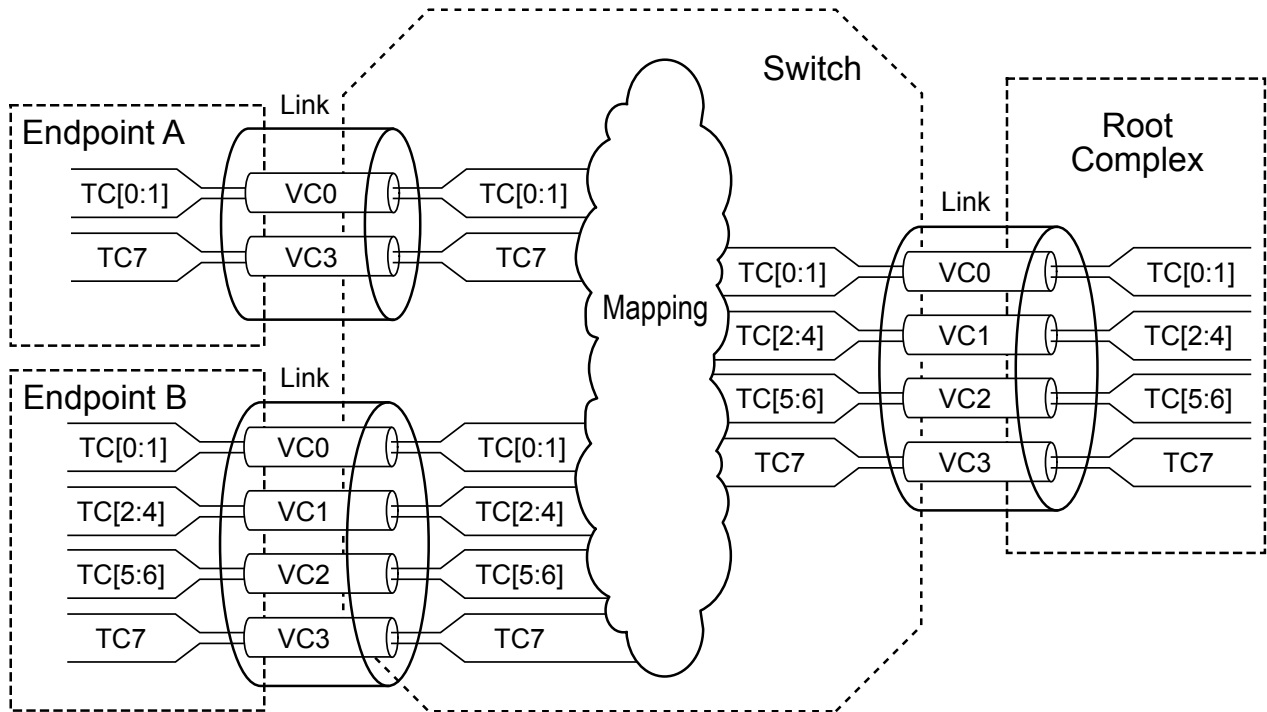 Switch
Link
Endpoint A
TC[0:1]
VC0
TC[0:1]
TC7
VC3
TC7
Link
Endpoint B
TC[0:1]
VC0
TC[0:1]
TC[2:4]
VC1
TC[2:4]
TC[5:6]
VC2
TC[5:6]
TC7
VC3
TC7
Mapping
Root
Complex
Link
TC[0:1]
VC0
TC[0:1]
TC[2:4]
VC1
TC[2:4]
TC[5:6]
VC2
TC[5:6]
TC7
VC3
TC7